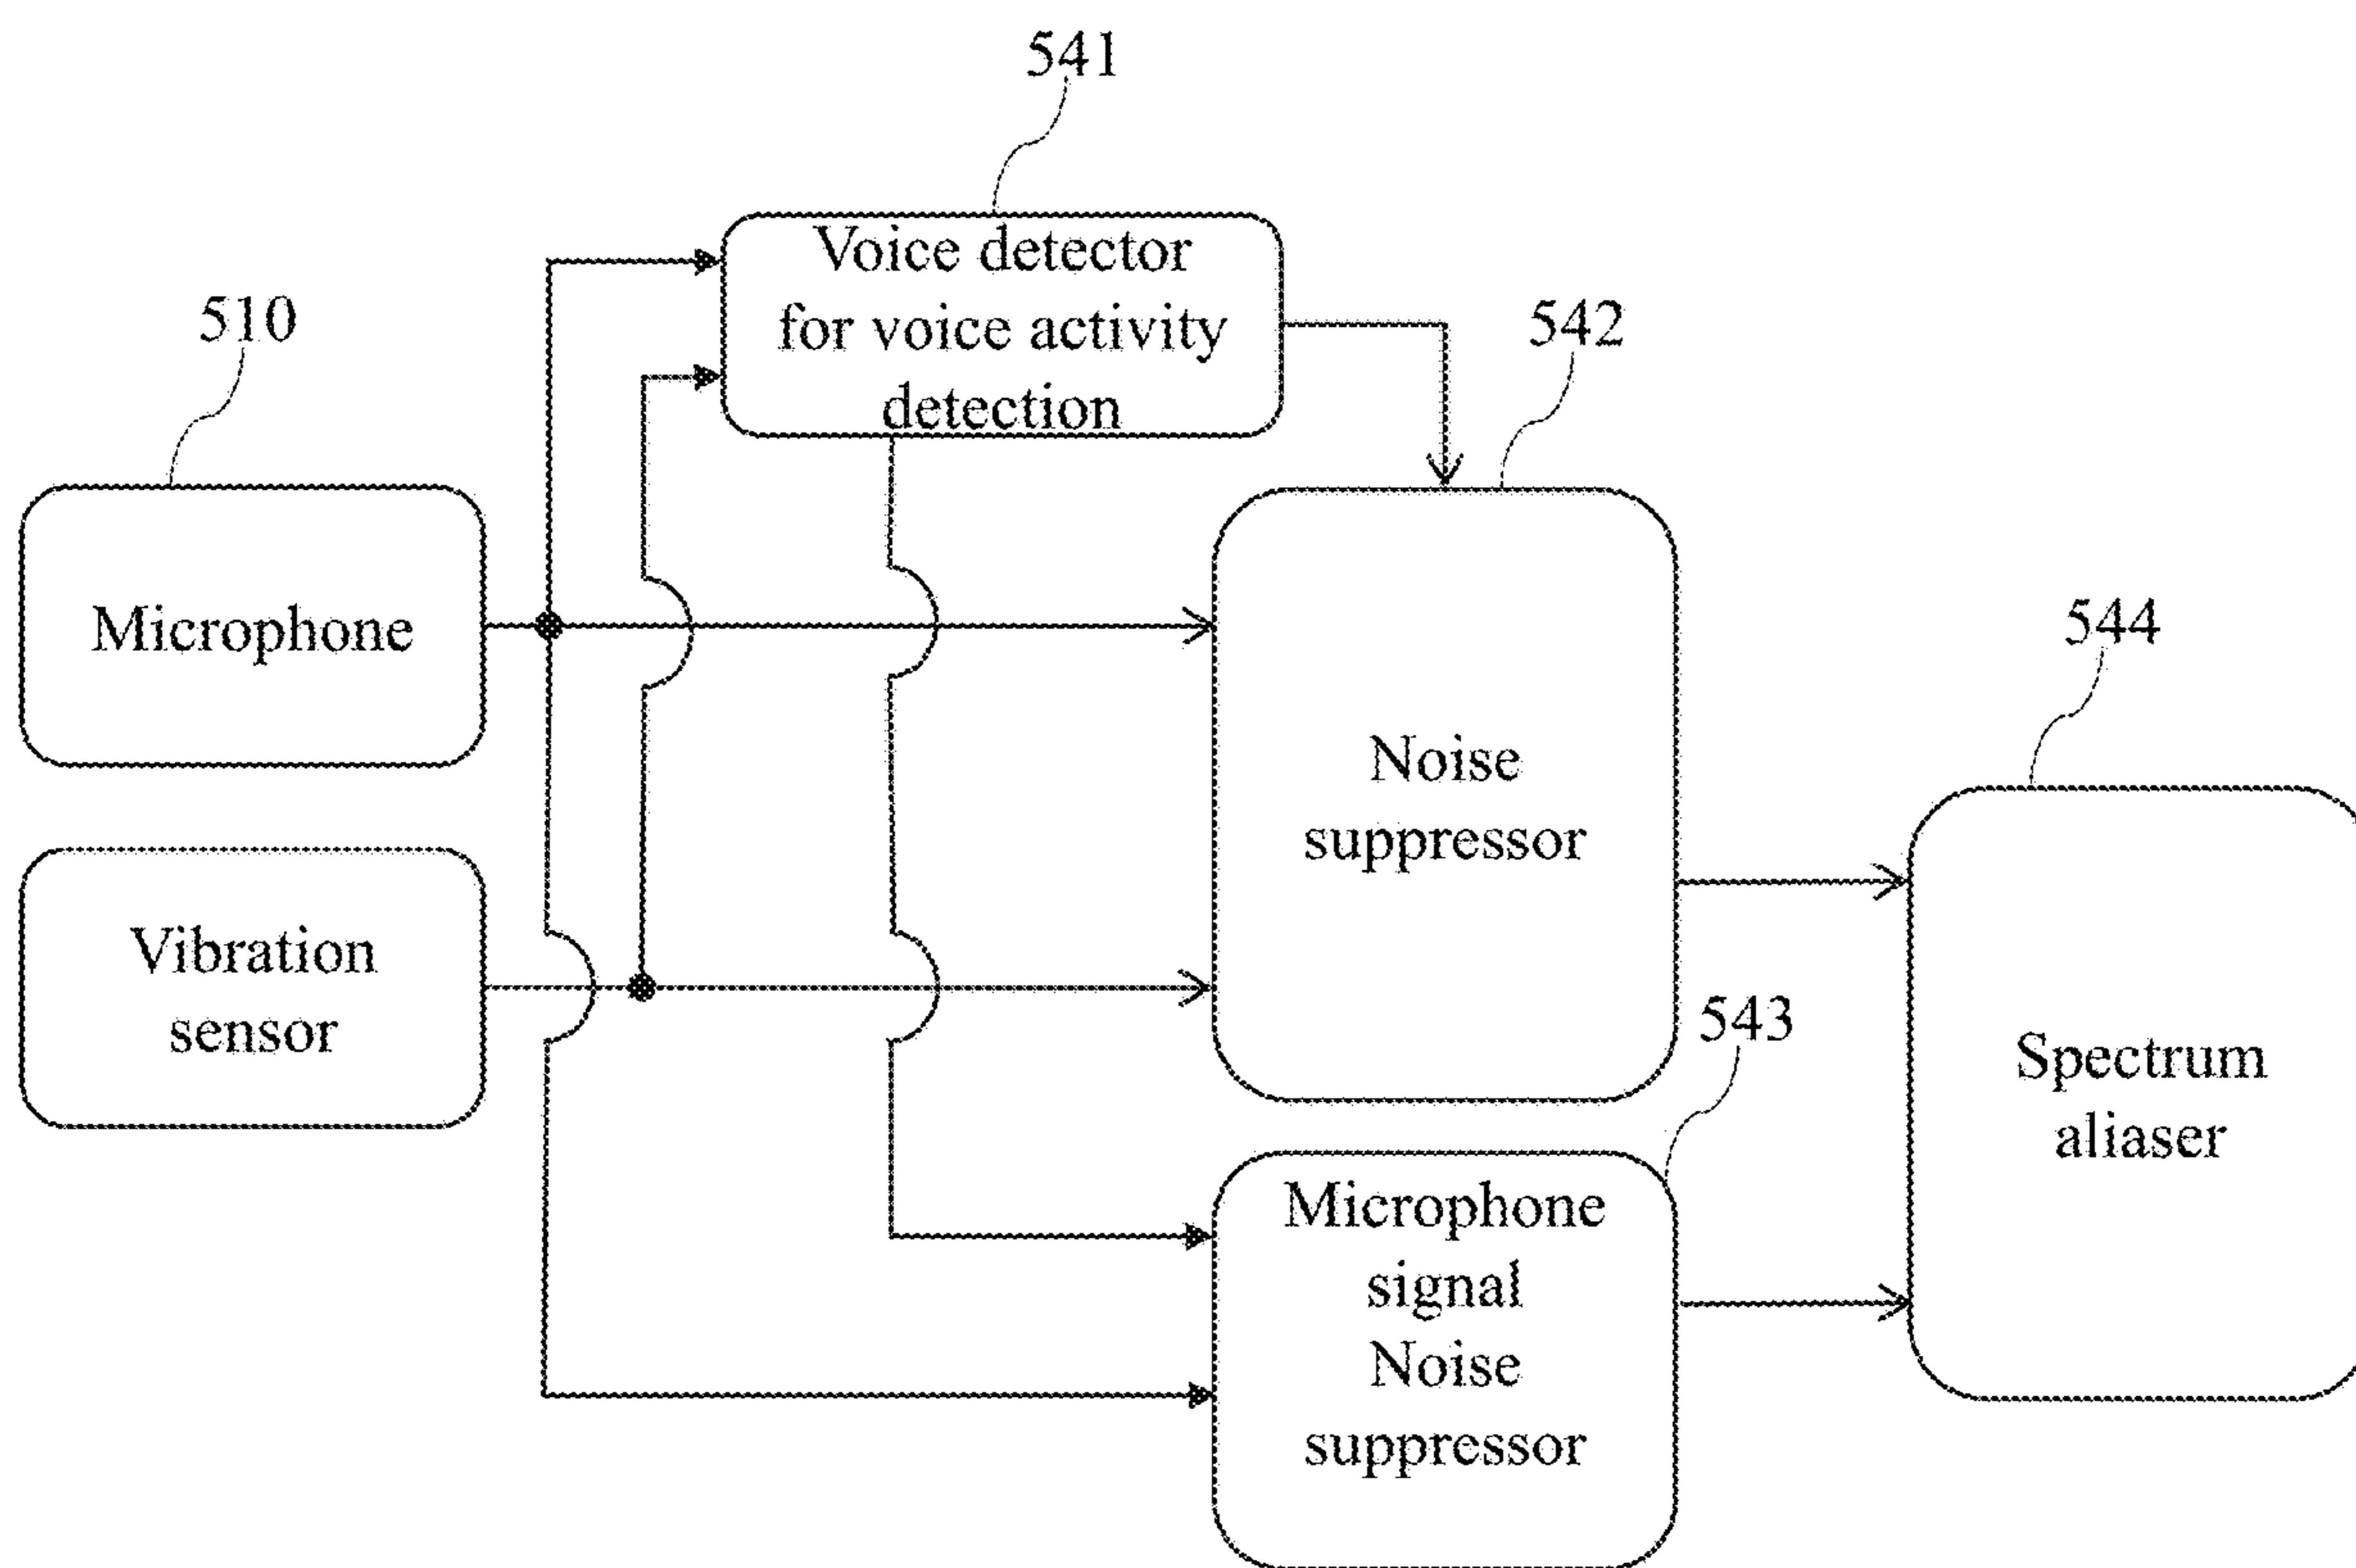 541
Voice detector
for voice activity
detection
510
542
Microphone
Noise
suppressor
544
Vibration
sensor
543
Spectrum
aliaser
Microphone
signal
Noise
suppressor